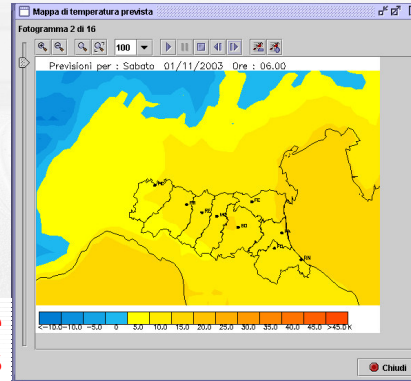 Mappa di temperatura prevista
Fotogramma 2 di 16
100
Previsioni per : Sabato 01/11/2003 Ore : 06.00
PC
PR
RE
MO
FE
BO
RA
FO
RN
<-10.0-10.0 -5.0 0 5.0 10.0 15.0 20.0 25.0 30.0 35.0 40.0 45.0 >45.0K
Chiudi